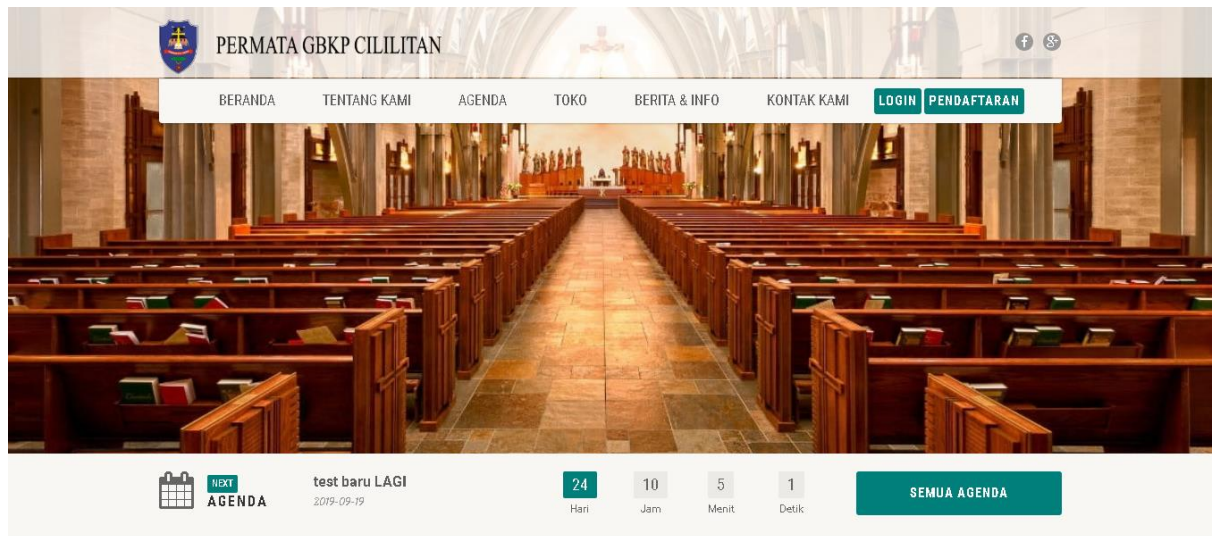 PERMATA GBKP CILILITAN
BERANDA TENTANG KAMI AGENDA TOKO BERITA & INFO KONTAK KAMI LOGIN PENDAFTARAN
NEXT
AGENDA
test baru LAGI
2019-09-19
24 10 5 1
Hari Jam Menit Detik
SEMUA AGENDA